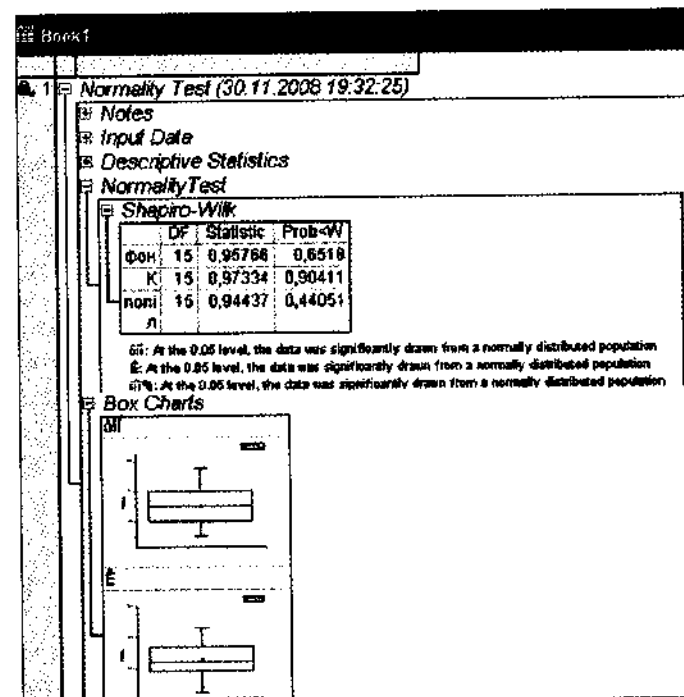 Book1
1 Normality Test (30.11.2008 19:32:25)
Notes
Input Data
Descriptive Statistics
NormalityTest
Shapiro-Wilk
DF Statistic Prob<W
фон 15 0,95766 0,6518
К 15 0,97334 0,90411
попі 15 0,94437 0,44051
л
At the 0.05 level, the data was significantly drawn from a normally distributed population
È: At the 0.05 level, the data was significantly drawn from a normally distributed population
At the 0.05 level, the data was significantly drawn from a normally distributed population
Box Charts
Ê